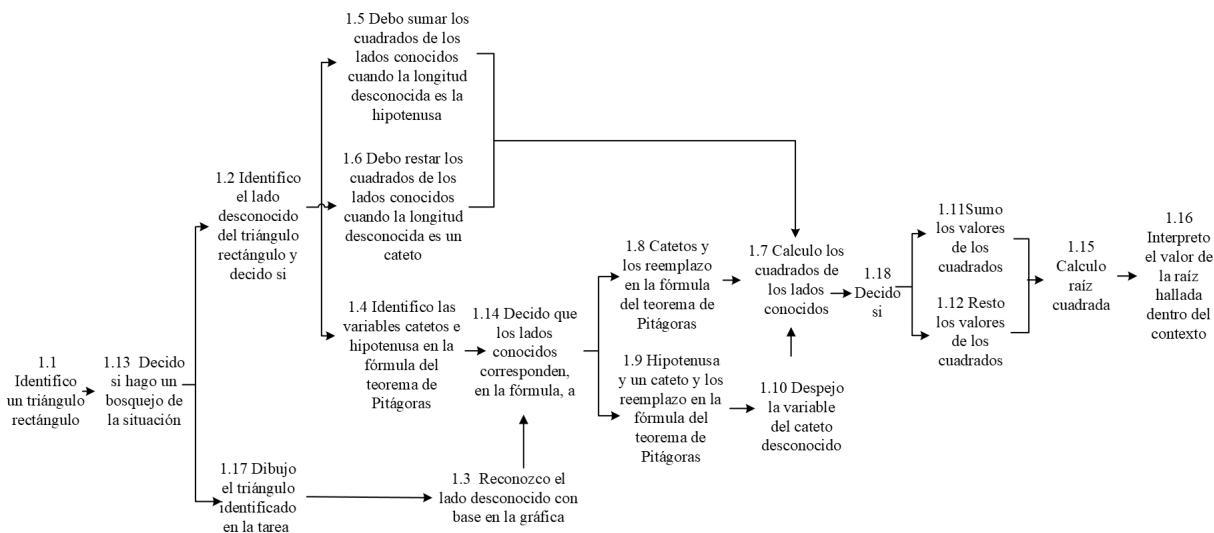 1.5 Debo sumar los
cuadrados de los
lados conocidos
cuando la longitud
desconocida es la
hipotenusa
1.6 Debo restar los
cuadrados de los
lados conocidos
cuando la longitud
desconocida es un
cateto
1.2 Identifico
el lado
desconocido
del triángulo
rectángulo y
decido si
1.4 Identifico las
variables catetos e
hipotenusa en la
fórmula del
teorema de
Pitágoras
1.14 Decido que
los lados
conocidos
corresponden,
en la fórmula, a
1.8 Catetos y
los reemplazo
en la fórmula
del teorema de
Pitágoras
1.9 Hipotenusa
y un cateto y los
reemplazo en la
fórmula del
teorema de
Pitágoras
1.7 Calculo los
cuadrados de
los lados
conocidos
1.10 Despejo
la variable
del cateto
desconocido
1.18
Decido
si
1.11Sumo
los valores
de los
cuadrados
1.12 Resto
los valores
de los
cuadrados
1.15
Calculo
raíz
cuadrada
1.16
Interpreto
el valor de
la raíz
hallada
dentro del
contexto
1.1
Identifico
un triángulo
rectángulo
1.13 Decido
si hago un
bosquejo de
la situación
1.17 Dibujo
el triángulo
identificado
en la tarea
1.3 Reconozco el
lado desconocido con
base en la gráfica